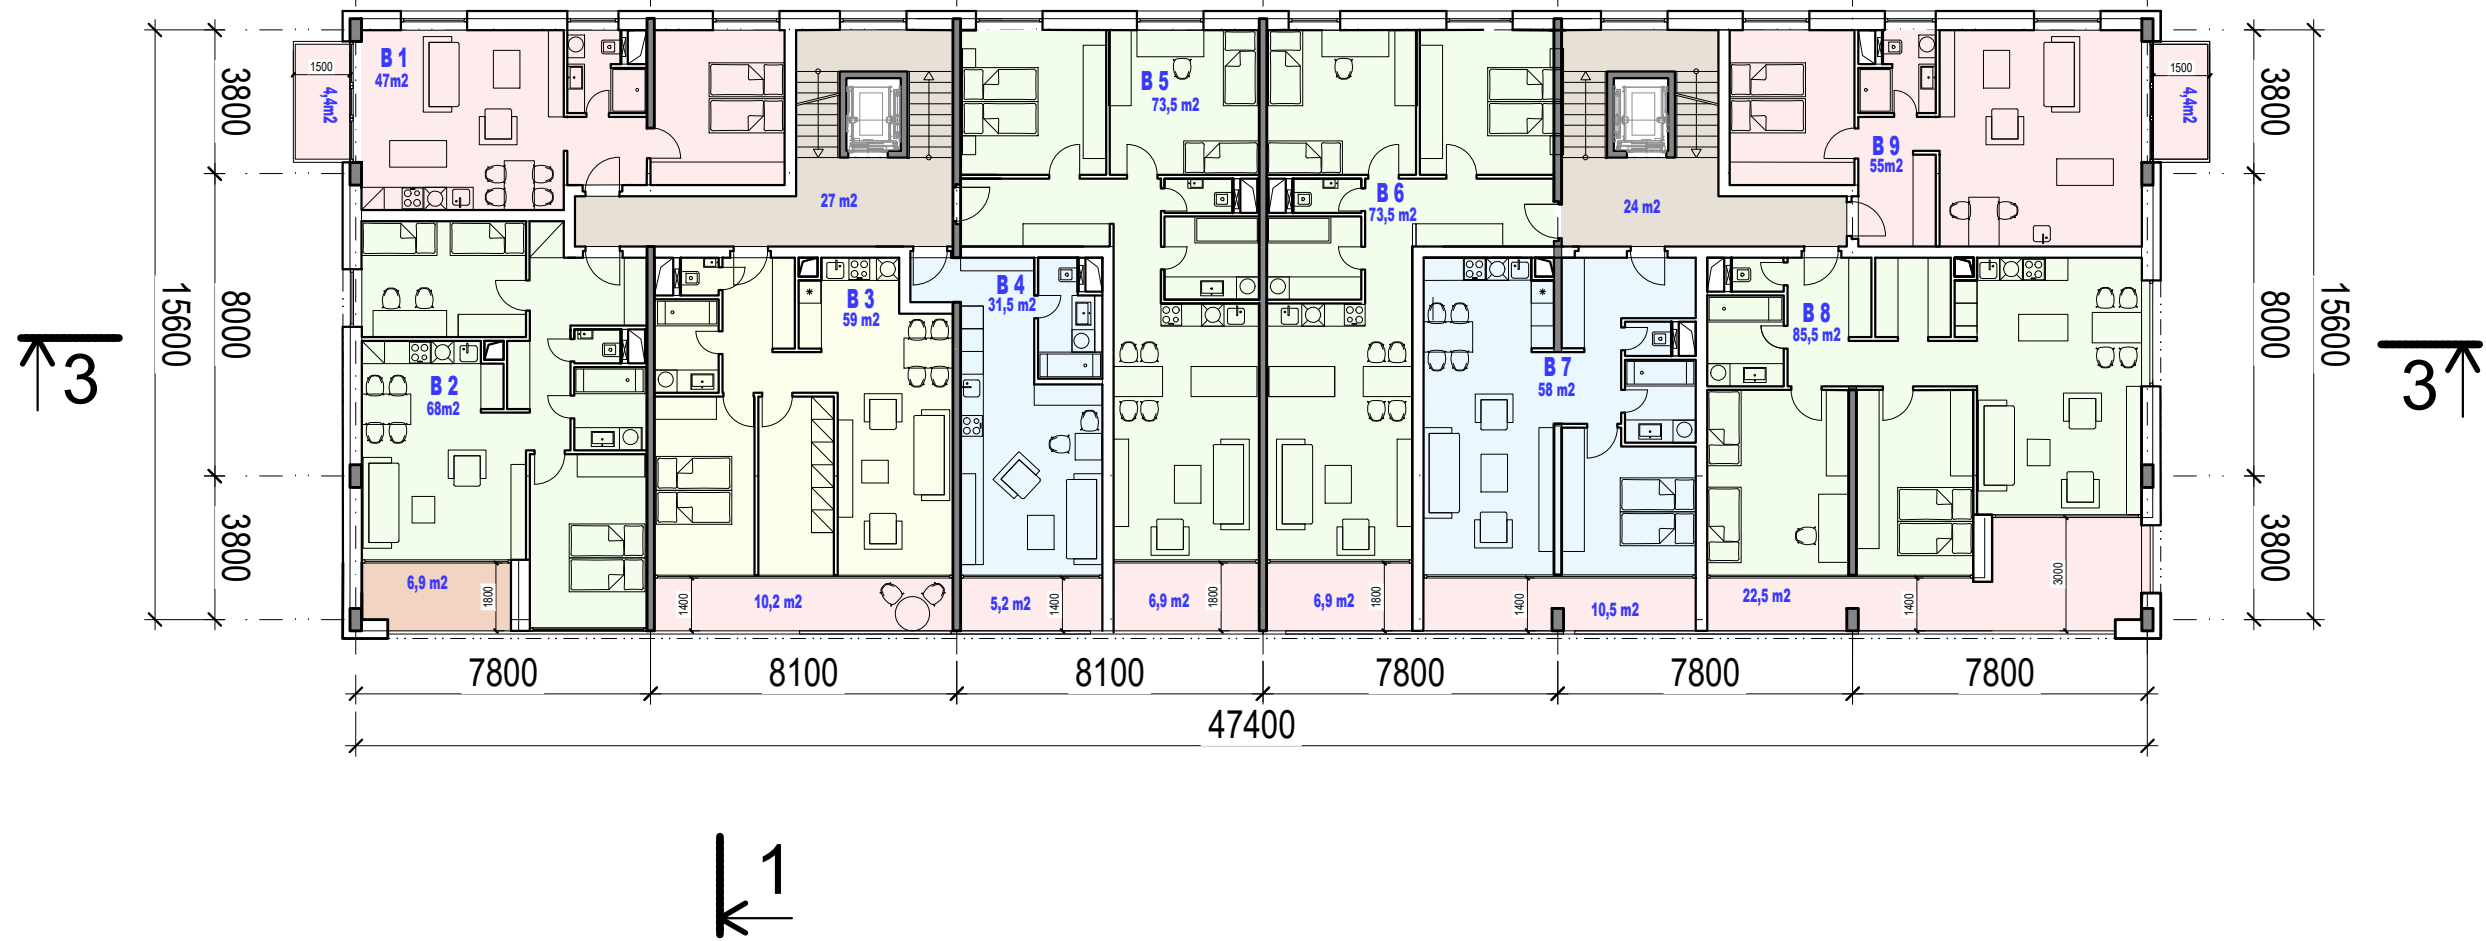 B 1
47m2
1500
4,4m2
B 5
73,5 m2
B 6
73,5 m2
B 9
55m2
1500
4,4m2
27 m2
24 m2
B 2
68m2
B 3
59 m2
B 4
31,5 m2
B 7
58 m2
B 8
85,5 m2
6,9 m2
1800
1400
10,2 m2
5,2 m2
1400
6,9 m2
1800
6,9 m2
1800
1400
10,5 m2
22,5 m2
1400
3000
3800
8000
3800
15600
3800
8000
3800
15600
3
3
7800
8100
8100
7800
7800
7800
47400
1